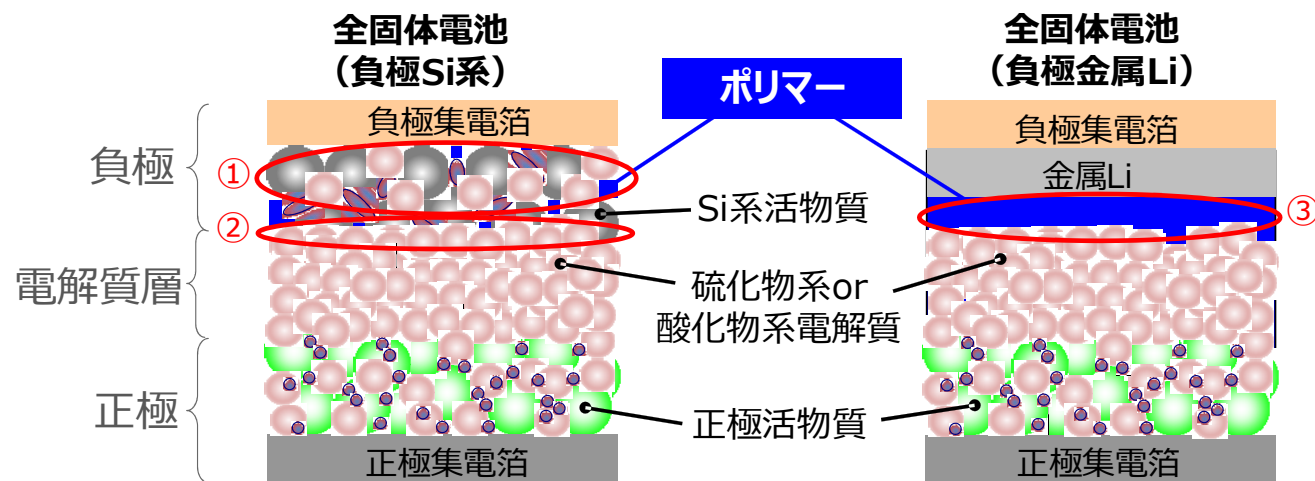 全固体電池
(負極Si系)
全固体電池
(負極金属Li)
ポリマー
負極集電箔
負極集電箔
負極
①
金属Li
Si系活物質
③
②
電解質層
硫化物系or
酸化物系電解質
正極
正極活物質
正極集電箔
正極集電箔